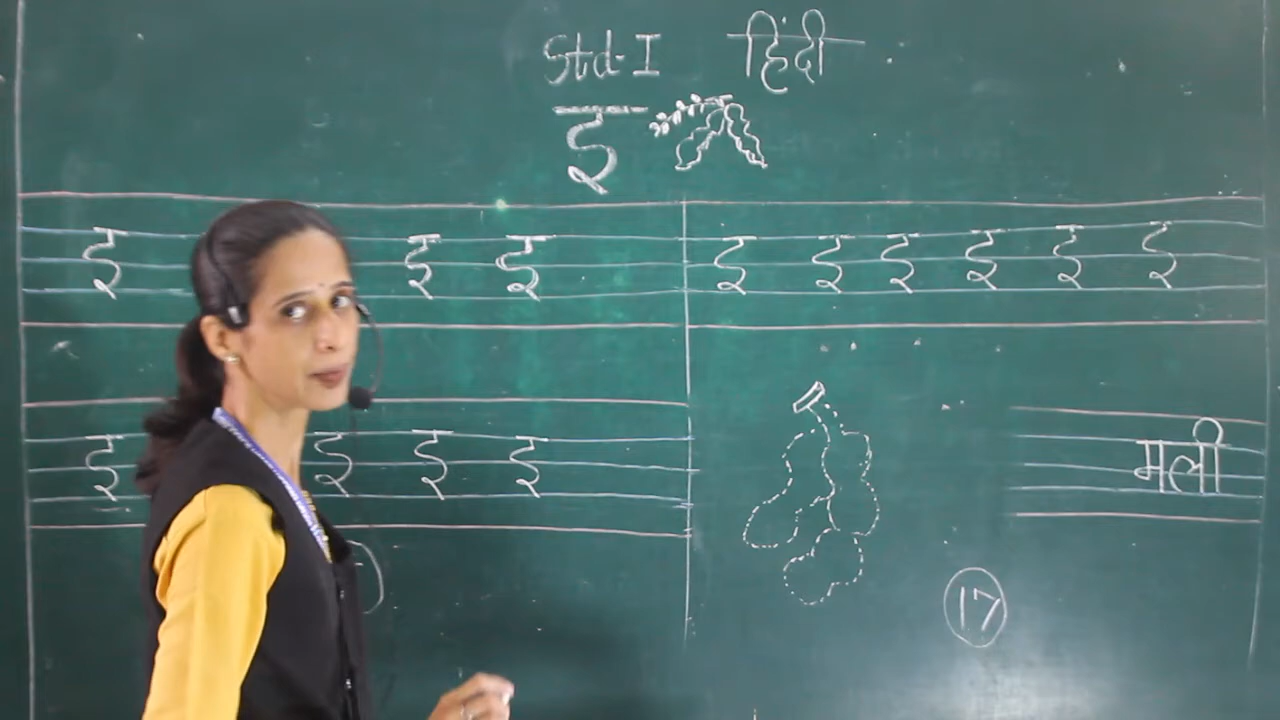 Std-I हिंदी
इ
इ इ इ इ इ इ इ इ इ
इ इ इ इ
मली
17